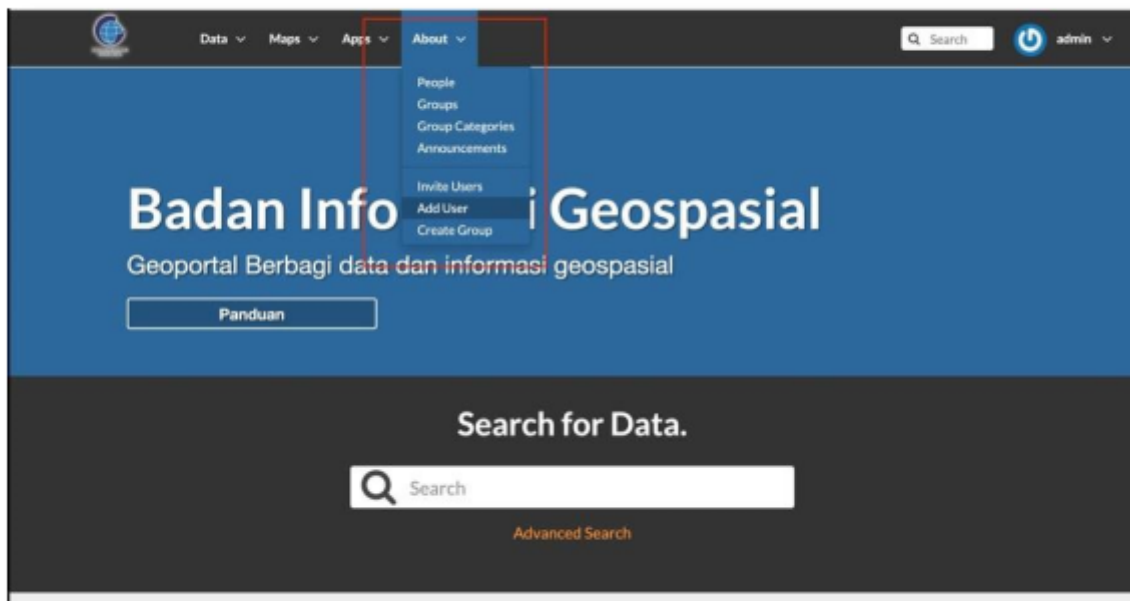 Data Maps Apps About Search admin
People
Groups
Group Categories
Announcements
Invite Users
Add User
Create Group
Badan Info i Geospasial
Geoportal Berbagi data dan informasi geospasial
Panduan
Search for Data.
Search
Advanced Search